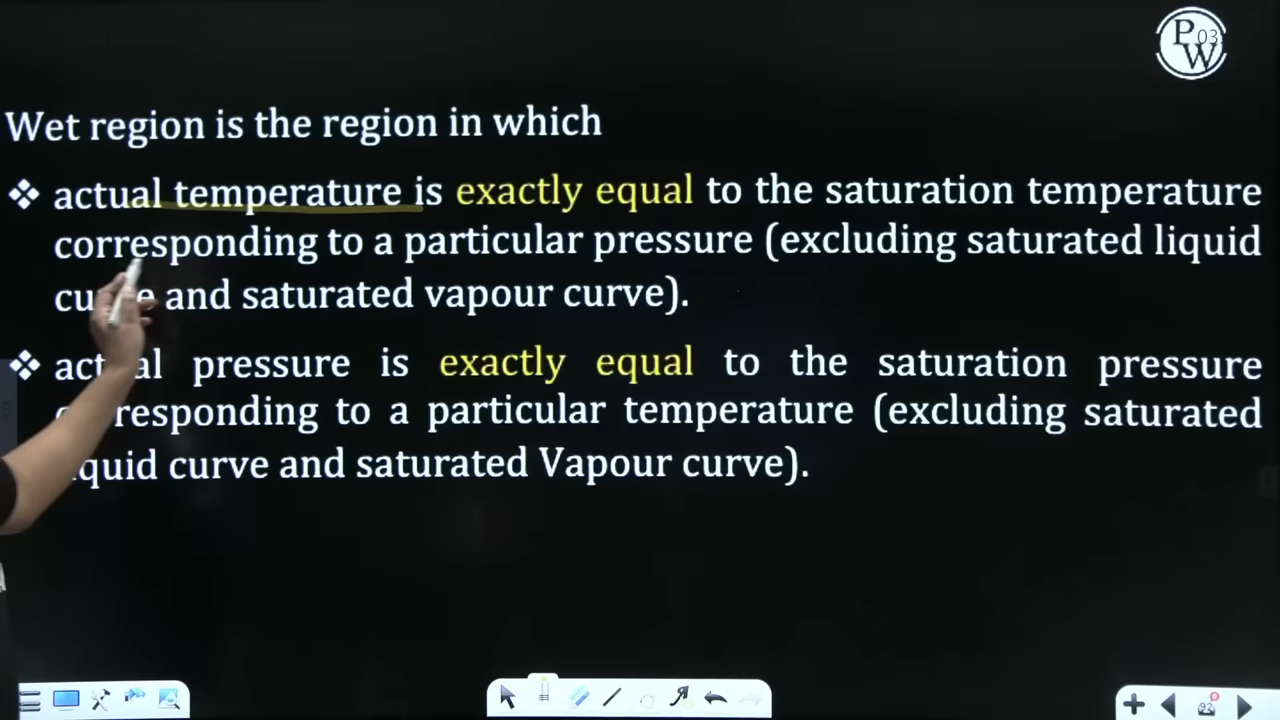 P 03
W
Wet region is the region in which
❖ actual temperature is exactly equal to the saturation temperature
corresponding to a particular pressure (excluding saturated liquid
and saturated vapour curve).
❖ pressure is exactly equal to the saturation pressure
to a particular temperature (excluding saturated
curve and saturated Vapour curve).